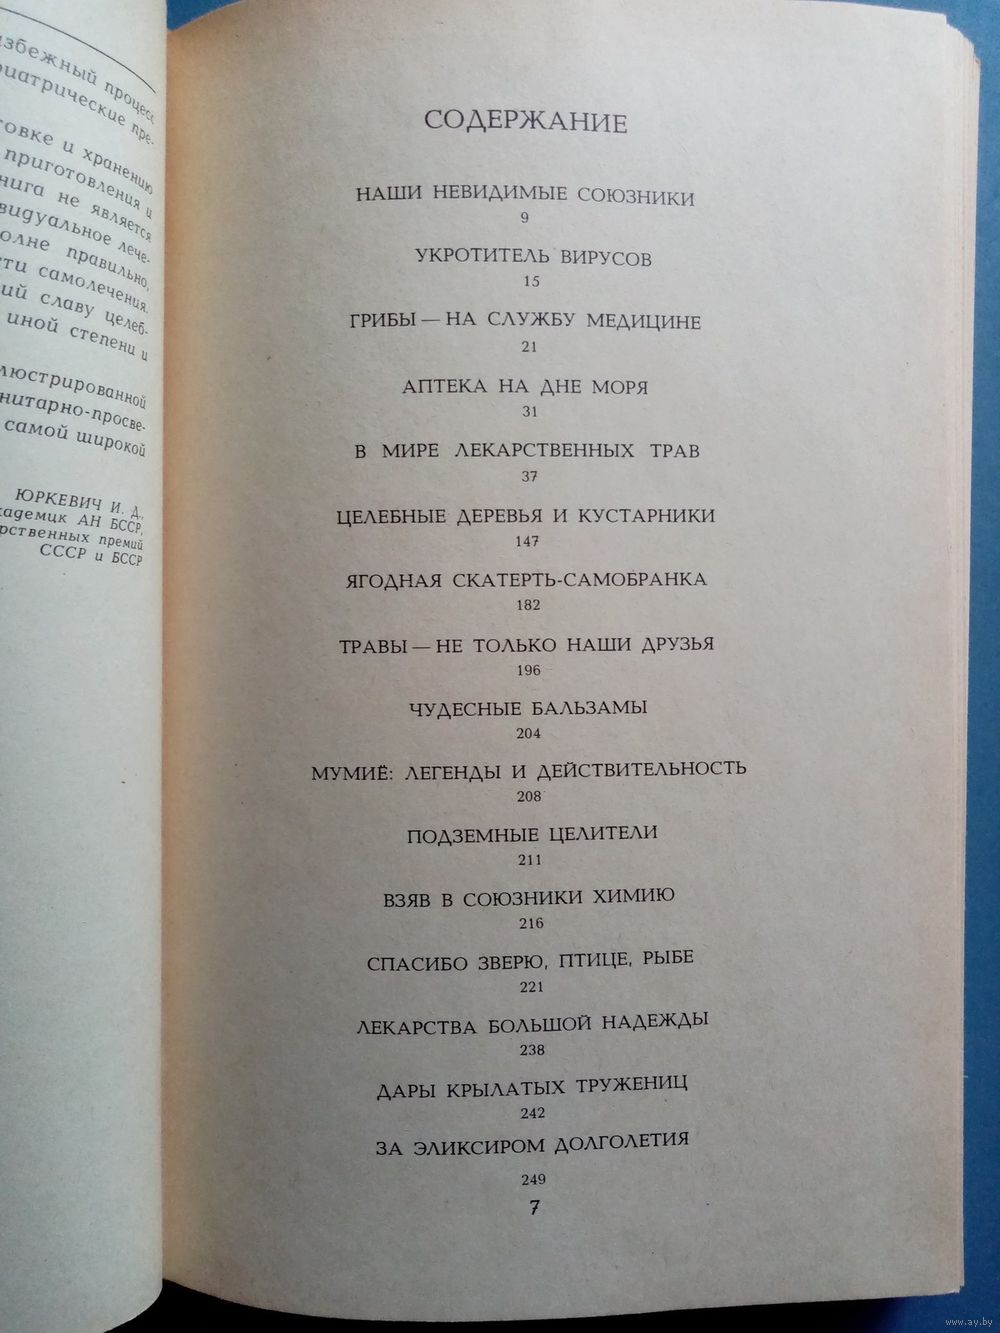 избежный процесс
риатрические пре-
товке и хранению
приготовления и
нига не является
видуальное лече-
олне правильно,
сти самолечения.
ий славу целеб-
иной степени и
люстрированной
нитарно-просве-
самой широкой
ЮРКЕВИЧ И. Д.,
кадемик АН БССР,
рственных премий
СССР и БССР
СОДЕРЖАНИЕ
НАШИ НЕВИДИМЫЕ СОЮЗНИКИ
9
УКРОТИТЕЛЬ ВИРУСОВ
15
ГРИБЫ — НА СЛУЖБУ МЕДИЦИНЕ
21
АПТЕКА НА ДНЕ МОРЯ
31
В МИРЕ ЛЕКАРСТВЕННЫХ ТРАВ
37
ЦЕЛЕБНЫЕ ДЕРЕВЬЯ И КУСТАРНИКИ
147
ЯГОДНАЯ СКАТЕРТЬ-САМОБРАНКА
182
ТРАВЫ — НЕ ТОЛЬКО НАШИ ДРУЗЬЯ
196
ЧУДЕСНЫЕ БАЛЬЗАМЫ
204
МУМИЁ: ЛЕГЕНДЫ И ДЕЙСТВИТЕЛЬНОСТЬ
208
ПОДЗЕМНЫЕ ЦЕЛИТЕЛИ
211
ВЗЯВ В СОЮЗНИКИ ХИМИЮ
216
СПАСИБО ЗВЕРЮ, ПТИЦЕ, РЫБЕ
221
ЛЕКАРСТВА БОЛЬШОЙ НАДЕЖДЫ
238
ДАРЫ КРЫЛАТЫХ ТРУЖЕНИЦ
242
ЗА ЭЛИКСИРОМ ДОЛГОЛЕТИЯ
249
7
www.ay.by